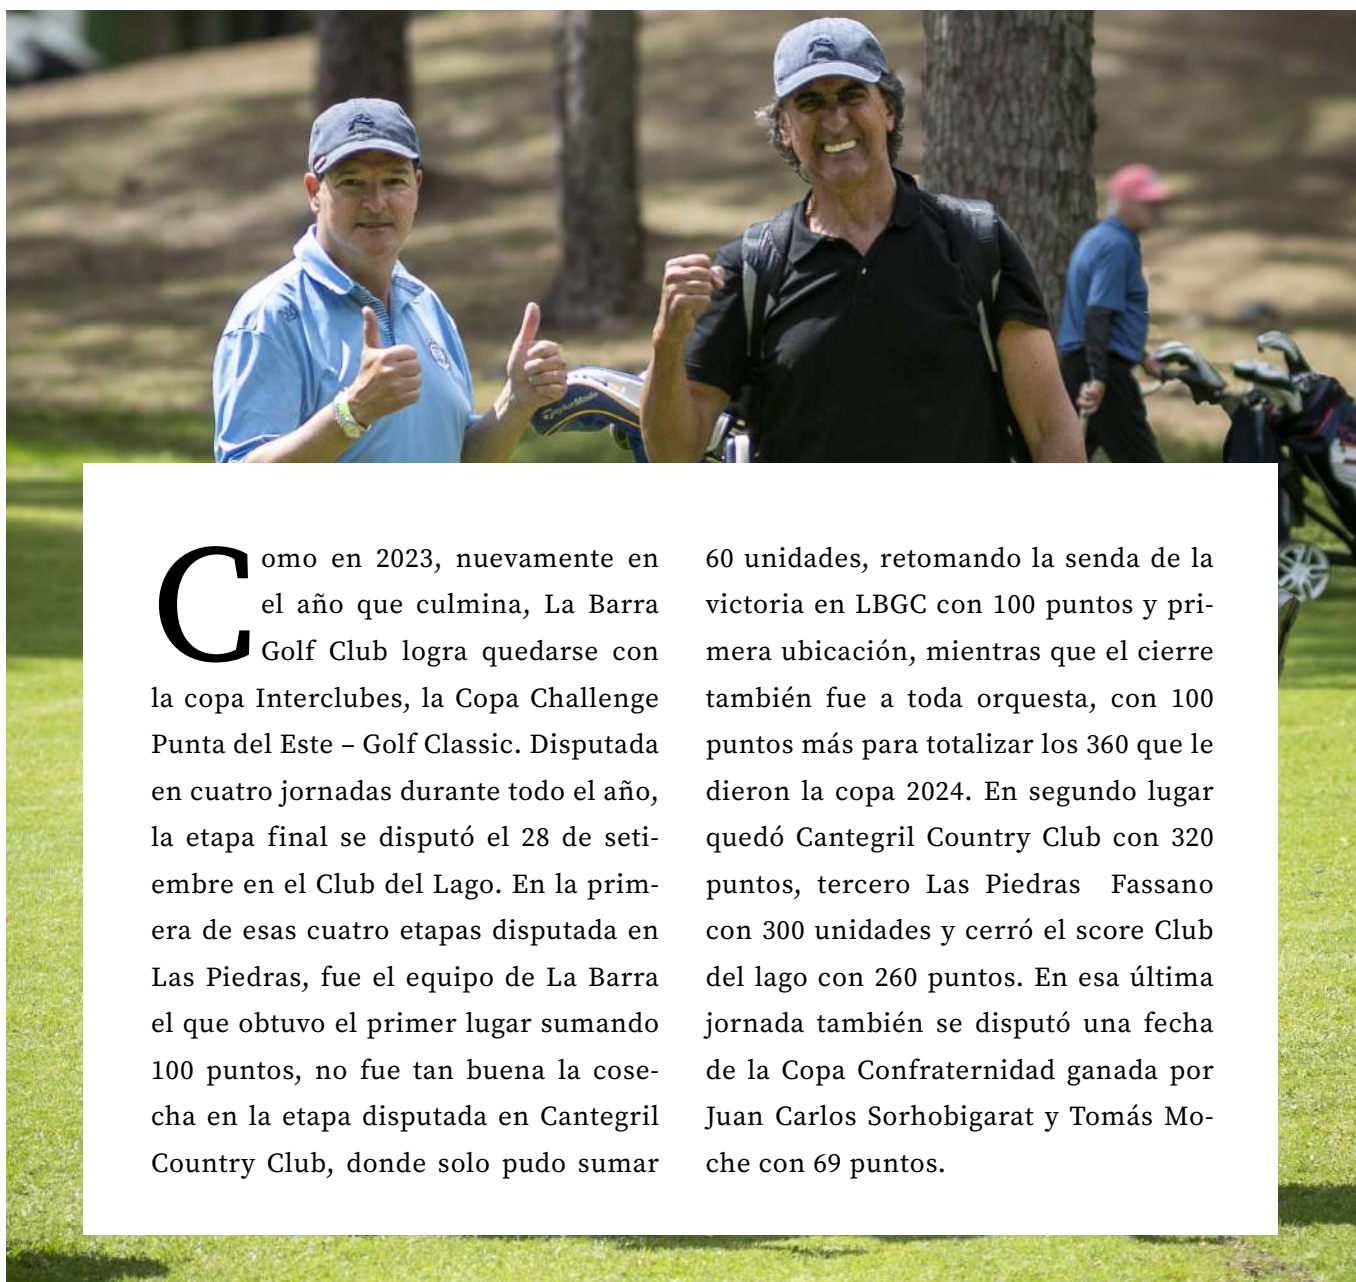 TaylorMade
Como en 2023, nuevamente en
el año que culmina, La Barra
Golf Club logra quedarse con
la copa Interclubes, la Copa Challenge
Punta del Este – Golf Classic. Disputada
en cuatro jornadas durante todo el año,
la etapa final se disputó el 28 de seti-
embre en el Club del Lago. En la prim-
era de esas cuatro etapas disputada en
Las Piedras, fue el equipo de La Barra
el que obtuvo el primer lugar sumando
100 puntos, no fue tan buena la cose-
cha en la etapa disputada en Cantegril
Country Club, donde solo pudo sumar
60 unidades, retomando la senda de la
victoria en LBGC con 100 puntos y pri-
mera ubicación, mientras que el cierre
también fue a toda orquesta, con 100
puntos más para totalizar los 360 que le
dieron la copa 2024. En segundo lugar
quedó Cantegril Country Club con 320
puntos, tercero Las Piedras Fassano
con 300 unidades y cerró el score Club
del lago con 260 puntos. En esa última
jornada también se disputó una fecha
de la Copa Confraternidad ganada por
Juan Carlos Sorhobigarat y Tomás Mo-
che con 69 puntos.